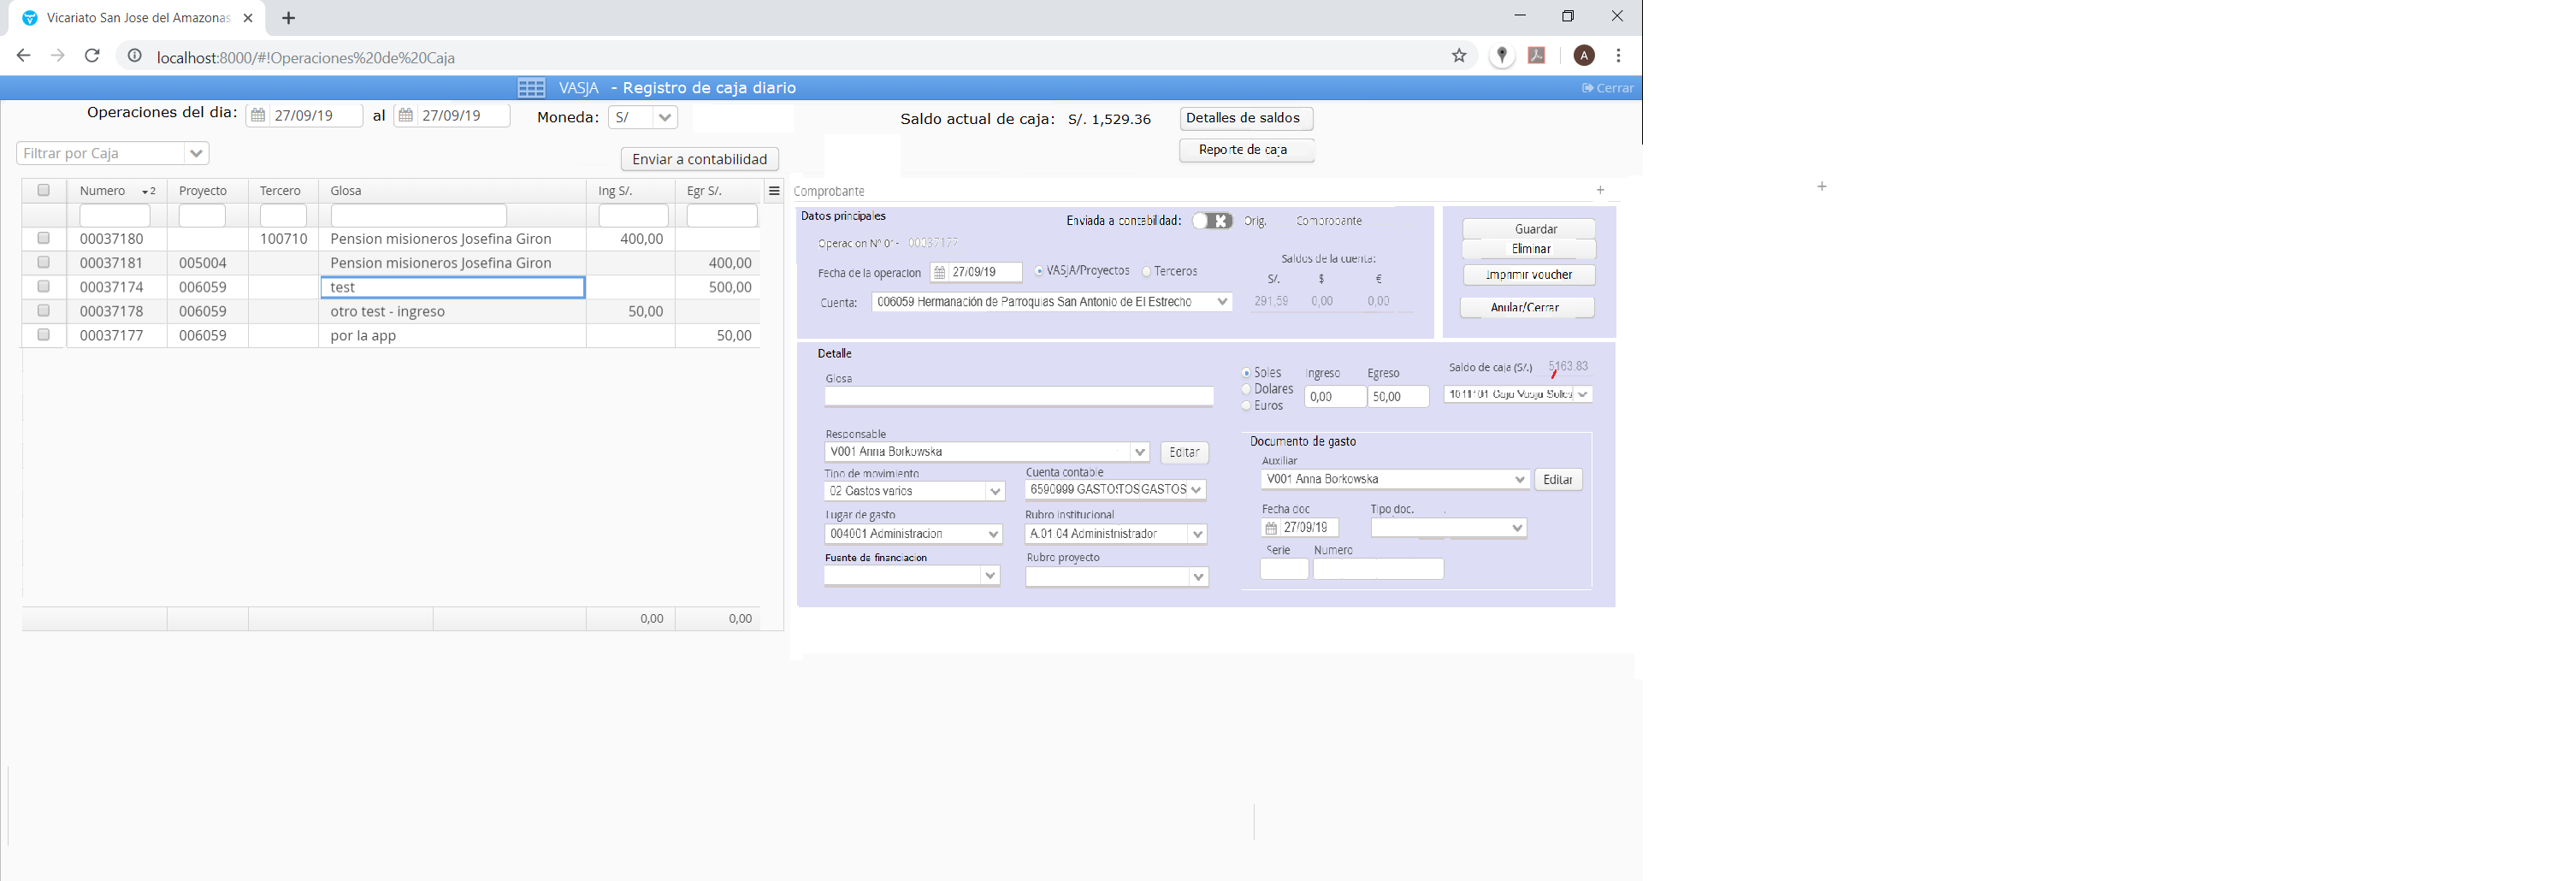 Vicariato San Jose del Amazonas
localhost:8000/#!Operaciones%20de%20Caja
A
VASJA - Registro de caja diario
Cerrar
Operaciones del dia: 27/09/19 al 27/09/19 Moneda: S/
Saldo actual de caja: S/. 1,529.36 Detalles de saldos
Filtrar por Caja
Enviar a contabilidad
Reporte de caja
Numero 2 Proyecto Tercero Glosa Ing S/. Egr S/.
00037180 100710 Pension misioneros Josefina Giron 400,00
00037181 005004 Pension misioneros Josefina Giron 400,00
00037174 006059 test 500,00
00037178 006059 otro test - ingreso 50,00
00037177 006059 por la app 50,00
0,00 0,00
Comprobante +
Datos principales
Enviada a contabilidad: Orig. Comprobante
Operacion Nº 01- 00037177
Fecha de la operacion 27/09/19 VASJA/Proyectos Terceros
Saldos de la cuenta:
S/. $ €
Cuenta: 006059 Hermanación de Parroquias San Antonio de El Estrecho
291,59 0,00 0,00
Guardar
Eliminar
Imprimir voucher
Anular/Cerrar
Detalle
Glosa
Soles
Dolares
Euros
Ingreso Egreso
0,00 50,00
Saldo de caja (S/.) 5163.83
1011101 Caja Vasja Soles
Responsable
V001 Anna Borkowska Editar
Tipo de movimiento Cuenta contable
02 Gastos varios 6590999 GASTOSTOSGASTOS
Lugar de gasto Rubro institucional
004001 Administracion A.01.04 Administnistrador
Fuente de financiacion Rubro proyecto
Documento de gasto
Auxiliar
V001 Anna Borkowska Editar
Fecha doc Tipo doc.
27/09/19
Serie Numero